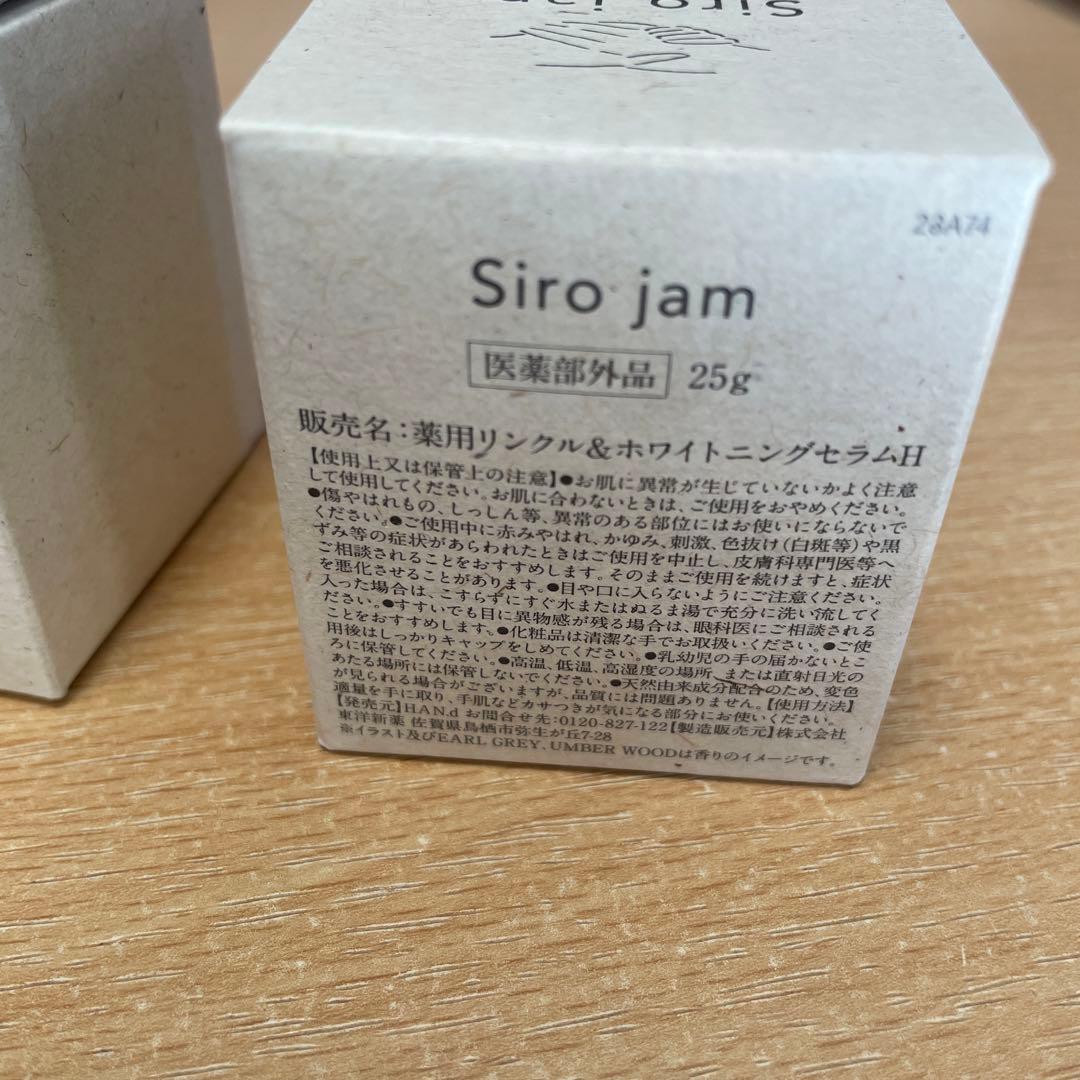 Siro jam
28A74
Siro jam
医薬部外品 25g
販売名:薬用リンクル&ホワイトニングセラムH
【使用上又は保管上の注意】●お肌に異常が生じていないかよく注意
して使用してください。お肌に合わないときは、ご使用をおやめください。
●傷やはれもの、しっしん等、異常のある部位にはお使いにならないで
ください。●ご使用中に赤みやはれ、かゆみ、刺激、色抜け(白斑等)や黒
ずみ等の症状があらわれたときはご使用を中止し、皮膚科専門医等へ
ご相談されることをおすすめします。そのままご使用を続けますと、症状
を悪化させることがあります。●目や口に入らないようにご注意ください。
入った場合は、こすらずにすぐ水またはぬるま湯で充分に洗い流してく
ださい。●すすいでも目に異物感が残る場合は、眼科医にご相談される
ことをおすすめします。●化粧品は清潔な手でお取扱いください。●ご使
用後はしっかりキャップをしめてください。●乳幼児の手の届かないとこ
ろに保管してください。●高温、低温、高湿度の場所、または直射日光の
あたる場所には保管しないでください。●天然由来成分配合のため、変色
が見られる場合がございますが、品質には問題ありません。【使用方法】
適量を手に取り、手肌などカサつきが気になる部分にお使いください。
【発売元】HAN.d お問合せ先:0120-827-122【製造販売元】株式会社
東洋新薬 佐賀県鳥栖市弥生が丘7-28
※イラスト及びEARL GREY、UMBER WOODは香りのイメージです。